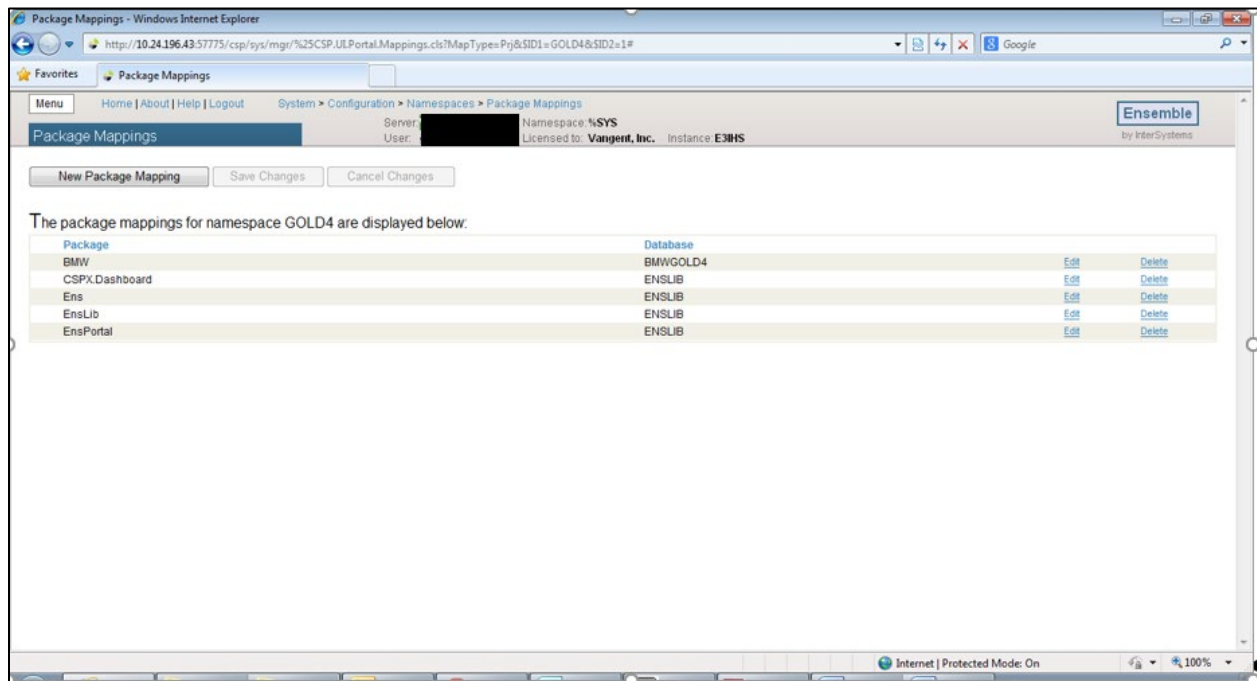 Package Mappings - Windows Internet Explorer
http://10.24.196.43:57775/csp/sys/mgr/%25CSP.UI.Portal.Mappings.cls?MapType=Prj&$ID1=GOLD4&$ID2=1#
Google
Favorites Package Mappings
Menu Home | About | Help | Logout System > Configuration > Namespaces > Package Mappings
Server: Namespace: %SYS
Package Mappings User: Licensed to: Vangent, Inc. Instance: E3IHS
Ensemble
by InterSystems
New Package Mapping Save Changes Cancel Changes
The package mappings for namespace GOLD4 are displayed below:
Package Database
BMW BMWGOLD4 Edit Delete
CSPX.Dashboard ENSLIB Edit Delete
Ens ENSLIB Edit Delete
EnsLib ENSLIB Edit Delete
EnsPortal ENSLIB Edit Delete
Internet | Protected Mode: On 100%